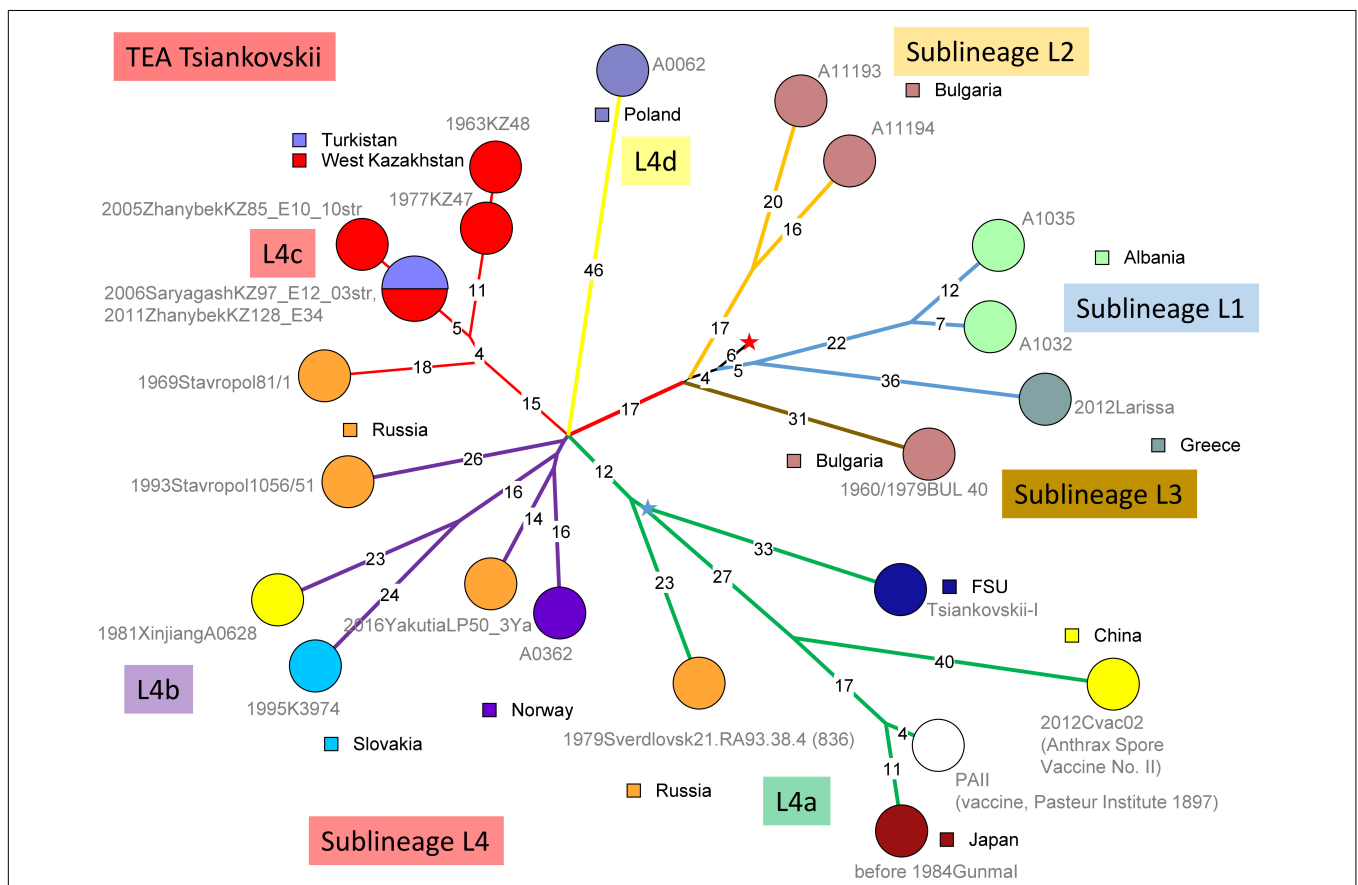 TEA Tsiankovskii
A0062
Poland
L4d
Sublineage L2
A11193
Bulgaria
A11194
1963KZ48
Turkistan
West Kazakhstan
1977KZ47
2005ZhanybekKZ85_E10_10str
L4c
2006SaryagashKZ97_E12_03str,
2011ZhanybekKZ128_E34
11
5
4
18
1969Stavropol81/1
15
Russia
46
20
16
17
A1035
Albania
12
Sublineage L1
7
A1032
6
5
4
22
36
2012Larissa
Greece
17
31
Bulgaria
1960/1979BUL 40
Sublineage L3
26
1993Stavropol1056/51
16
14
16
23
24
1981XinjiangA0628
2016YakutiaLP50_3Ya
A0362
L4b
1995K3974
Slovakia
Norway
12
33
FSU
Tsiankovskii-I
27
23
China
40
17
2012Cvac02
(Anthrax Spore
Vaccine No. II)
1979Sverdlovsk21.RA93.38.4 (836)
4
11
PAII
(vaccine, Pasteur Institute 1897)
Russia
L4a
Sublineage L4
Japan
before 1984GunmaI